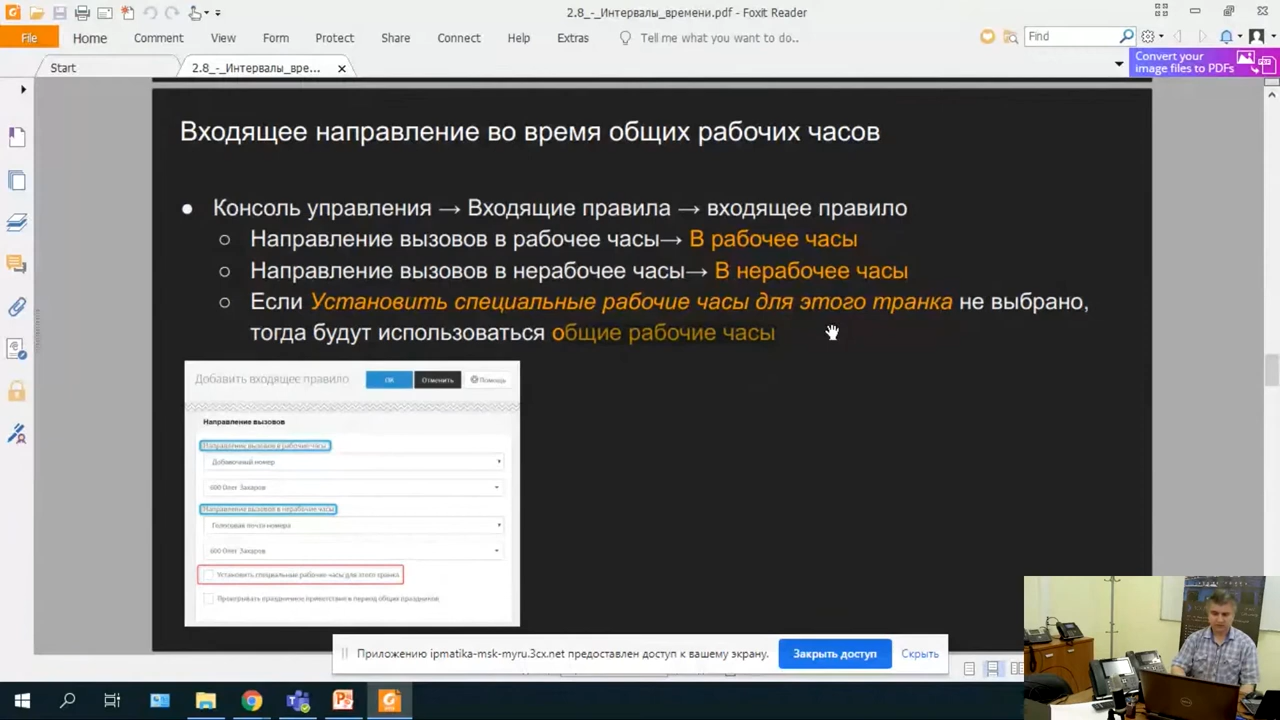 2.8_-_Интервалы_времени.pdf - Foxit Reader
File Home Comment View Form Protect Share Connect Help Extras Tell me what you want to do.. Find
Start 2.8_-_Интервалы_вре... Convert your
image files to PDFs
Входящее направление во время общих рабочих часов
Консоль управления → Входящие правила → входящее правило
Направление вызовов в рабочее часы→ В рабочее часы
Направление вызовов в нерабочее часы→ В нерабочее часы
Если Установить специальные рабочие часы для этого транка не выбрано,
тогда будут использоваться общие рабочие часы
Добавить входящее правило OK Отменить Помощь
Направления вызовов
Направление вызовов в рабочие часы
Добавочный номер
600 Олег Захаров
Направление вызовов в нерабочие часы
Голосовая почта номера
600 Олег Захаров
Установить специальные рабочие часы для этого транка
Проигрывать праздничное приветствие в период общих праздников
Приложению ipmatika-msk-myru.3cx.net предоставлен доступ к вашему экрану. Закрыть доступ Скрыть